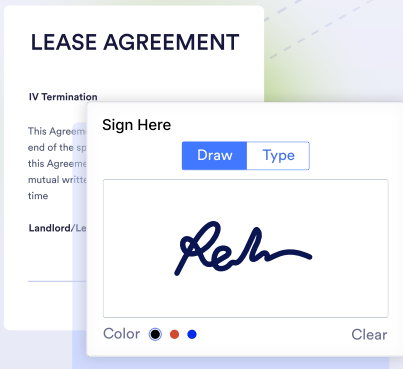 LEASE AGREEMENT
IV Termination
This Agreem
end of the sp
this Agreeme
mutual writte
time
Landlord/Le
Sign Here
Draw Type
Color Clear